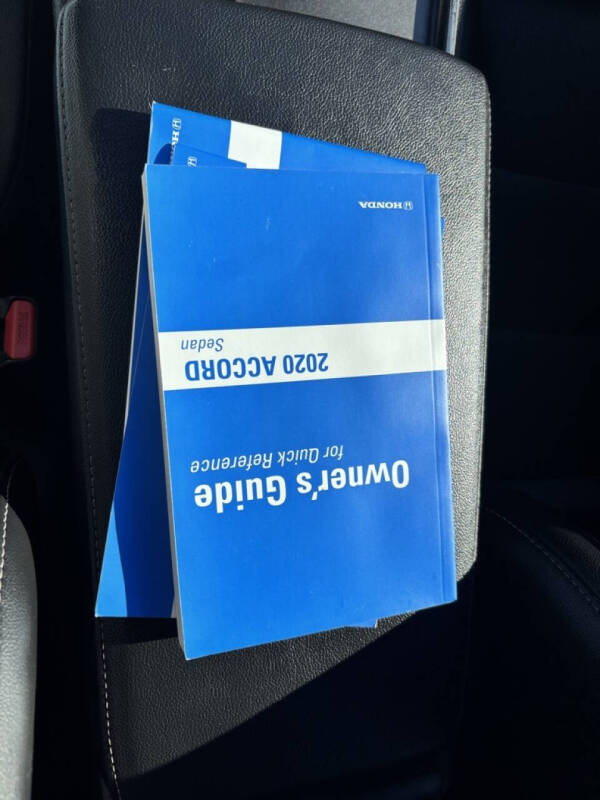 Owner's Guide
for Quick Reference
2020 ACCORD
Sedan
HONDA